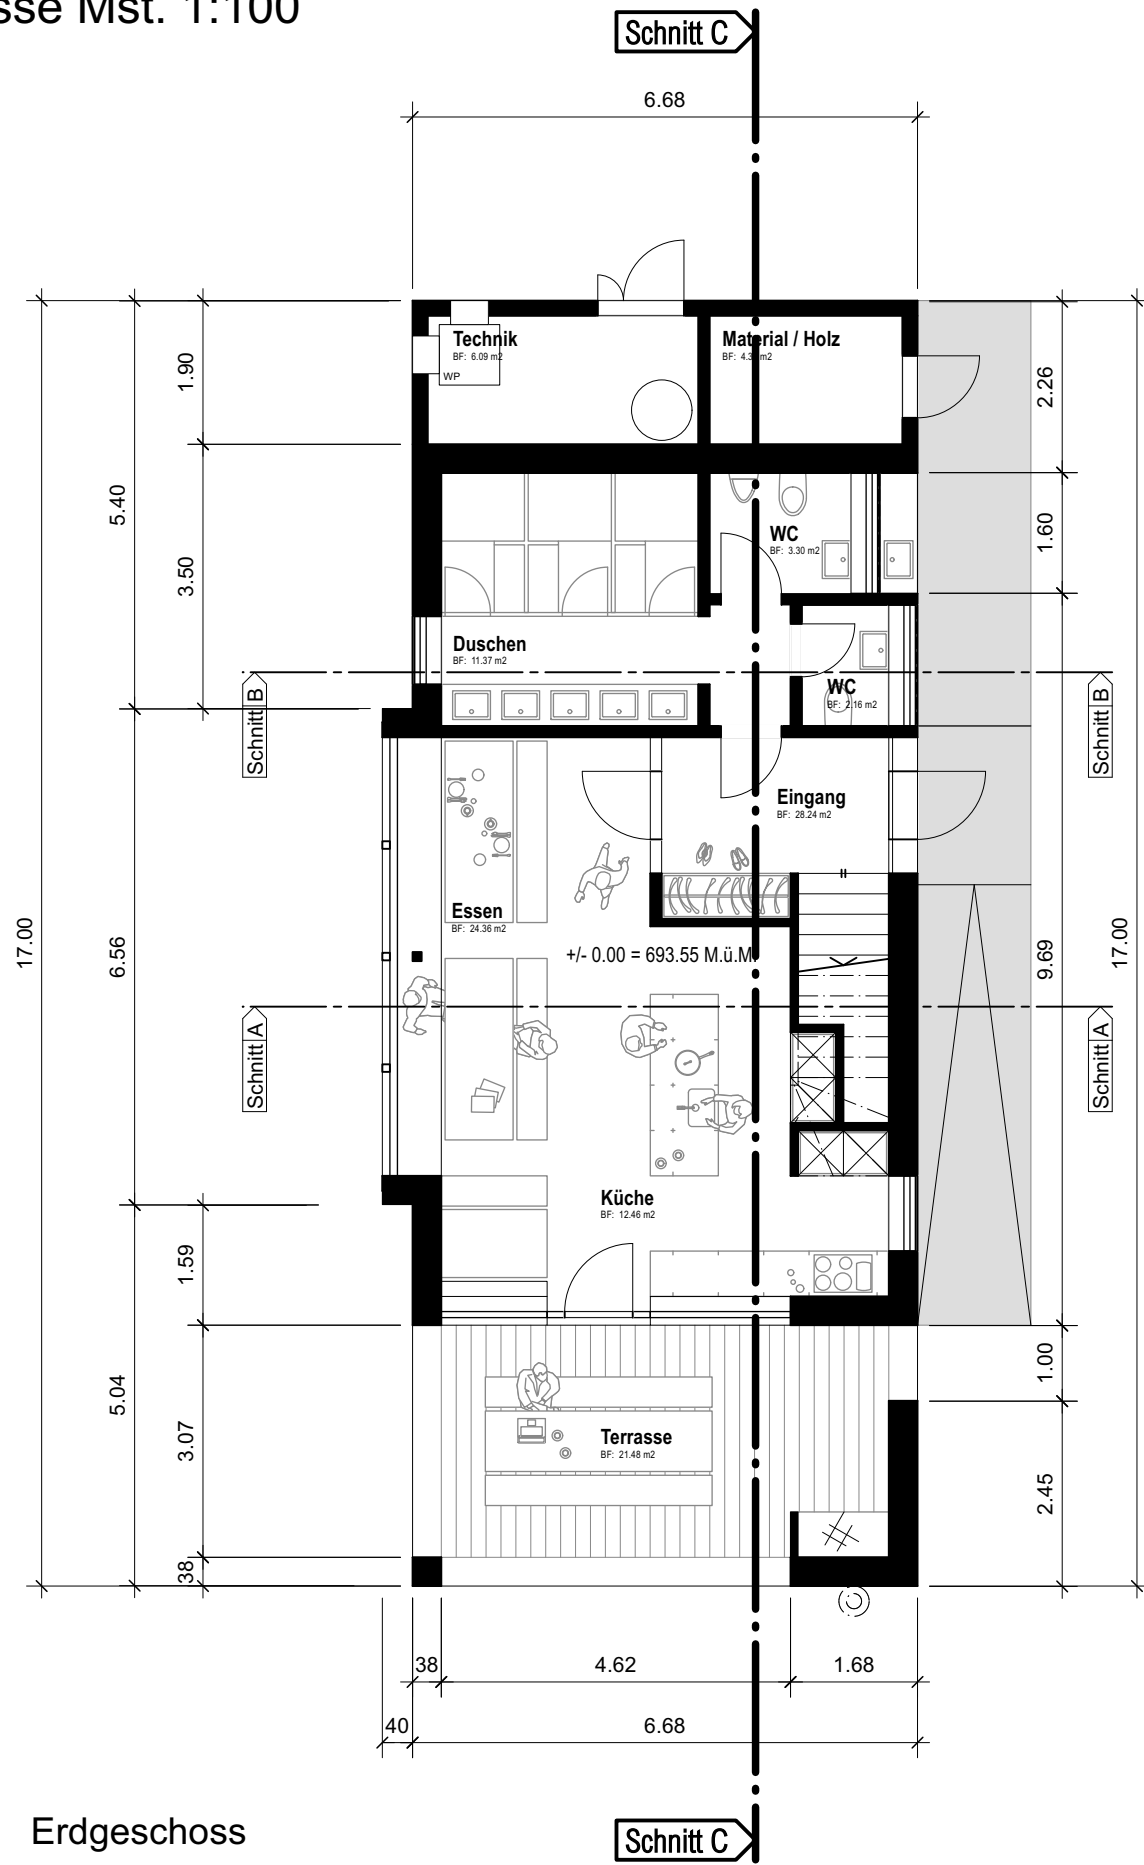 sse Mst. 1:100
Schnitt C
6.68
Technik
BF: 6.09 m2
WP
Material / Holz
BF: m2
1.90
2.26
5.40
3.50
1.60
WC
BF: 3.30 m2
Duschen
BF: 11.37 m2
WC
BF: 2.16 m2
Schnitt B
Schnitt B
Eingang
BF: 28.24 m2
Essen
BF: 24.36 m2
+/- 0.00 = 693.55 M.ü.M.
17.00
6.56
9.69
17.00
Schnitt A
Schnitt A
Küche
BF: 12.46 m2
1.59
5.04
3.07
38
1.00
2.45
Terrasse
BF: 21.48 m2
38
4.62
1.68
40
6.68
Erdgeschoss
Schnitt C